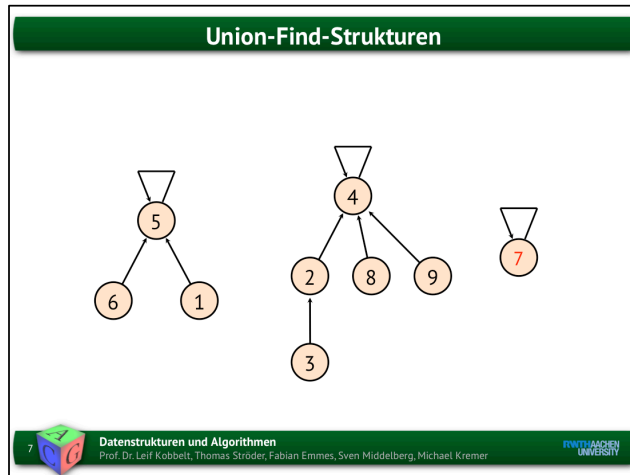 Union-Find-Strukturen
4
5
7
2 8 9
6 1
3
7
A
C G
Datenstrukturen und Algorithmen
Prof. Dr. Leif Kobbelt, Thomas Ströder, Fabian Emmes, Sven Middelberg, Michael Kremer
RWTHAACHEN
UNIVERSITY